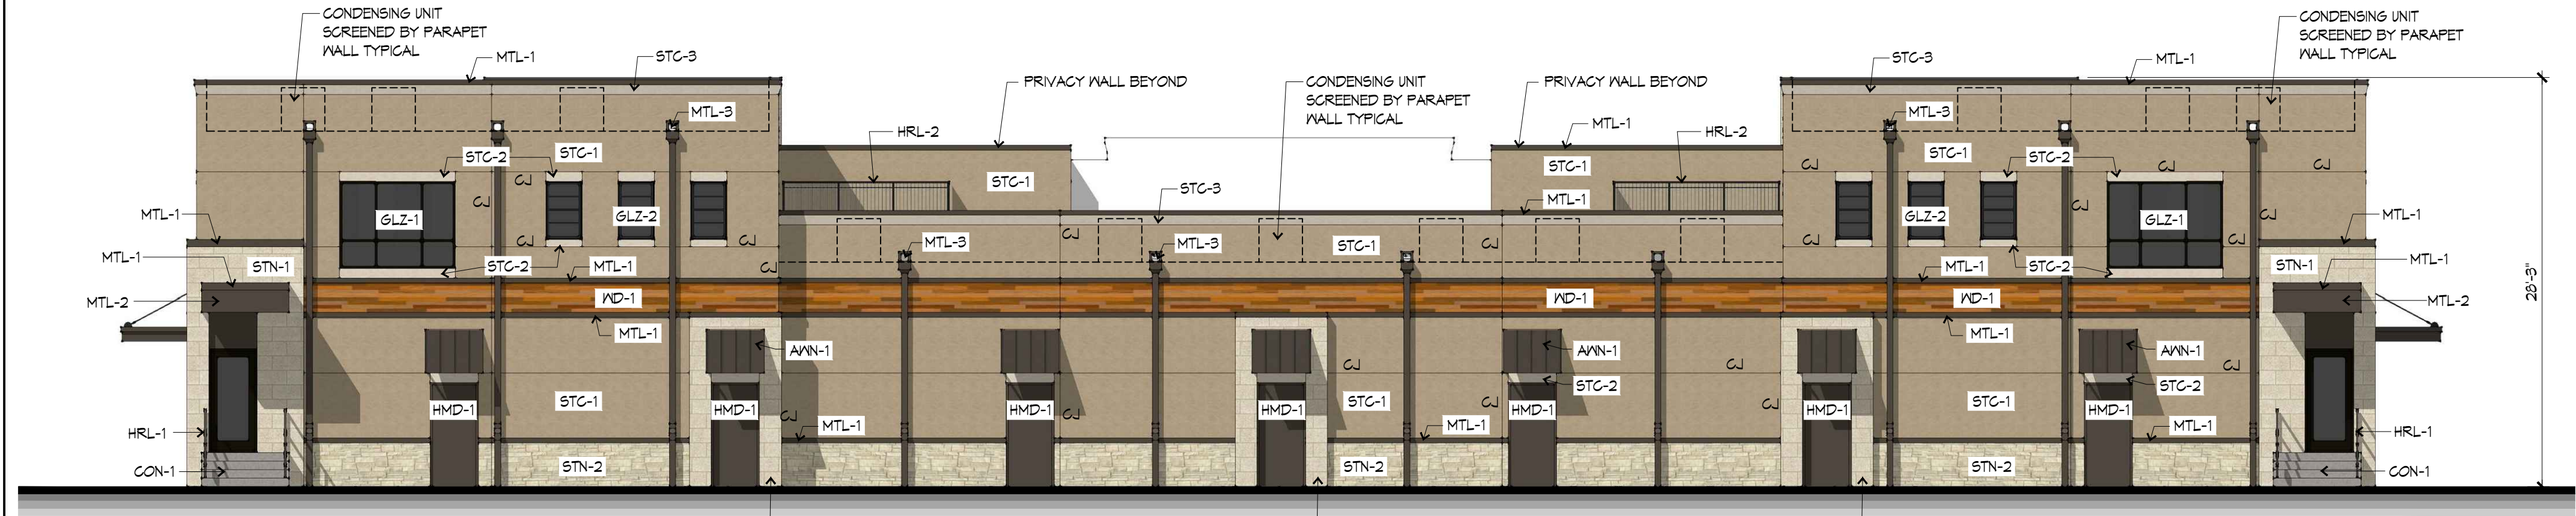 CONDENSING UNIT
SCREENED BY PARAPET
WALL TYPICAL
MTL-1
STC-3
PRIVACY WALL BEYOND
CONDENSING UNIT
SCREENED BY PARAPET
WALL TYPICAL
PRIVACY WALL BEYOND
STC-3
MTL-1
CONDENSING UNIT
SCREENED BY PARAPET
WALL TYPICAL
MTL-3
HRL-2
MTL-1
HRL-2
MTL-3
STC-2
STC-1
STC-1
STC-1
STC-1
STC-2
CJ
CJ
CJ
CJ
CJ
CJ
MTL-1
GLZ-1
GLZ-2
STC-3
MTL-1
GLZ-2
GLZ-1
MTL-1
CJ
CJ
CJ
CJ
CJ
CJ
CJ
CJ
CJ
MTL-3
MTL-3
STC-1
MTL-1
STN-1
STC-2
MTL-1
CJ
MTL-1
STC-2
STN-1
MTL-1
MTL-2
WD-1
WD-1
WD-1
MTL-2
28'-3"
MTL-1
MTL-1
AWN-1
AWN-1
AWN-1
CJ
CJ
CJ
CJ
CJ
STC-2
STC-2
HMD-1
STC-1
HMD-1
CJ
HMD-1
CJ
HMD-1
STC-1
CJ
HMD-1
CJ
HMD-1
STC-1
HMD-1
HRL-1
MTL-1
MTL-1
MTL-1
HRL-1
CON-1
STN-2
STN-2
STN-2
CON-1